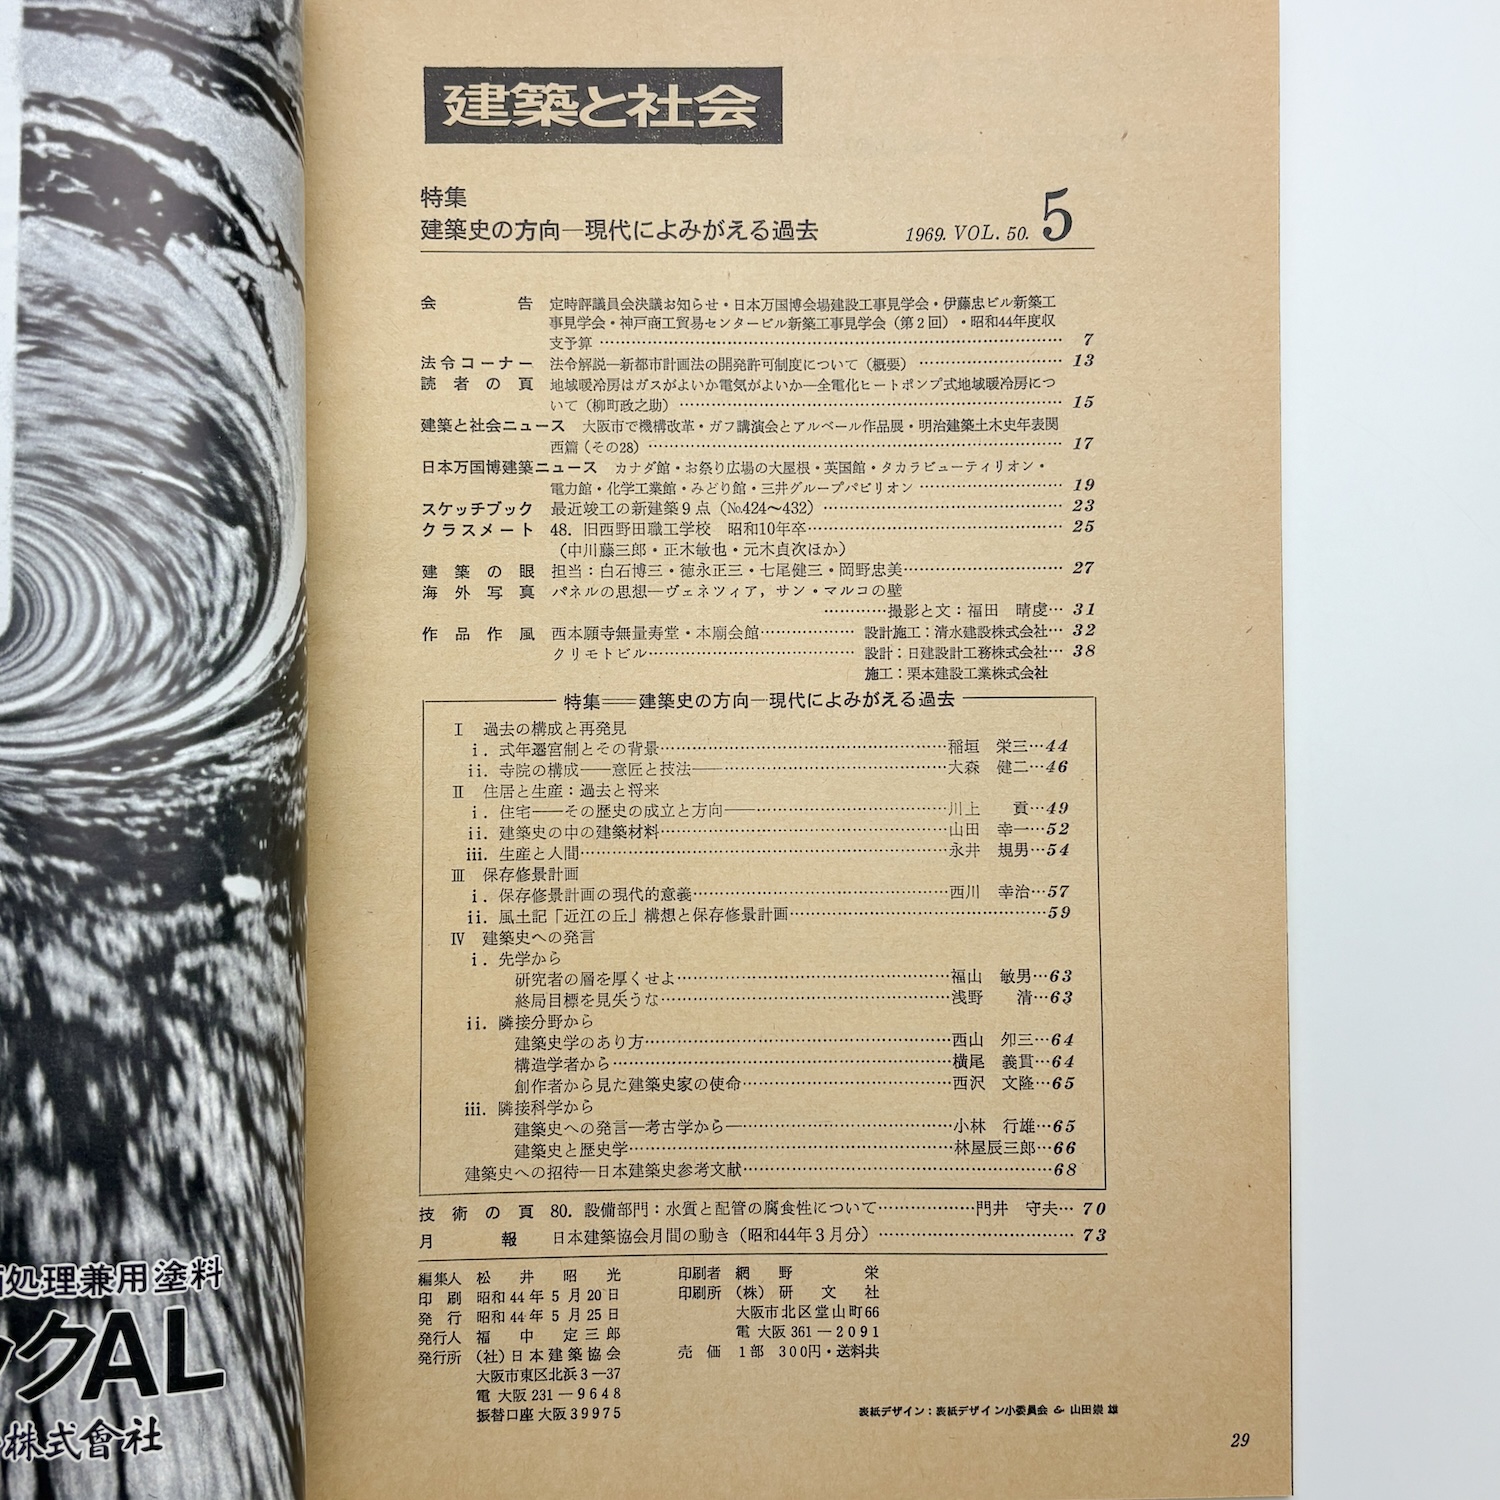 建築と社会
特集
建築史の方向―現代によみがえる過去
1969. VOL. 50. 5
会告 定時評議員会決議お知らせ・日本万国博会場建設工事見学会・伊藤忠ビル新築工
事見学会・神戸商工貿易センタービル新築工事見学会（第２回）・昭和44年度収
支予算 …… 7
法令コーナー 法令解説―新都市計画法の開発許可制度について（概要） …… 13
読者の頁 地域暖冷房はガスがよいか電気がよいか―全電化ヒートポンプ式地域暖冷房につ
いて（柳町政之助） …… 15
建築と社会ニュース 大阪市で機構改革・ガフ講演会とアルベール作品展・明治建築土木史年表関
西篇（その28） …… 17
日本万国博建築ニュース カナダ館・お祭り広場の大屋根・英国館・タカラビューティリオン・
電力館・化学工業館・みどり館・三井グループパビリオン …… 19
スケッチブック 最近竣工の新建築９点（№424～432） …… 23
クラスメート 48. 旧西野田職工学校 昭和10年卒 …… 25
（中川藤三郎・正木敏也・元木貞次ほか）
建築の眼 担当：白石博三・徳永正三・七尾健三・岡野忠美 …… 27
海外写真 パネルの思想―ヴェネツィア，サン・マルコの壁
…… 撮影と文：福田 晴虔… 31
作品作風 西本願寺無量寿堂・本廟会館 …… 設計施工：清水建設株式会社… 32
クリモトビル …… 設計：日建設計工務株式会社… 38
施工：栗本建設工業株式会社
特集＝建築史の方向―現代によみがえる過去
Ⅰ 過去の構成と再発見
ⅰ. 式年遷宮制とその背景 …… 稲垣 栄三…44
ⅱ. 寺院の構成――意匠と技法―― …… 大森 健二…46
Ⅱ 住居と生産：過去と将来
ⅰ. 住宅――その歴史の成立と方向―― …… 川上 貢…49
ⅱ. 建築史の中の建築材料 …… 山田 幸一…52
ⅲ. 生産と人間 …… 永井 規男…54
Ⅲ 保存修景計画
ⅰ. 保存修景計画の現代的意義 …… 西川 幸治…57
ⅱ. 風土記「近江の丘」構想と保存修景計画 …… 59
Ⅳ 建築史への発言
ⅰ. 先学から
研究者の層を厚くせよ …… 福山 敏男…63
終局目標を見失うな …… 浅野 清…63
ⅱ. 隣接分野から
建築史学のあり方 …… 西山 夘三…64
構造学者から …… 横尾 義貫…64
創作者から見た建築史家の使命 …… 西沢 文隆…65
ⅲ. 隣接科学から
建築史への発言―考古学から― …… 小林 行雄…65
建築史と歴史学 …… 林屋辰三郎…66
建築史への招待―日本建築史参考文献 …… 68
技術の頁 80. 設備部門：水質と配管の腐食性について …… 門井 守夫… 70
月報 日本建築協会月間の動き（昭和44年３月分） …… 73
編集人 松井昭光
印刷 昭和44年5月20日
発行 昭和44年5月25日
発行人 福中定三郎
発行所 （社）日本建築協会
大阪市東区北浜3―37
電 大阪 231―9648
振替口座 大阪39975
印刷者 網野栄
印刷所 （株）研文社
大阪市北区堂山町66
電 大阪 361―2091
売価 1部 300円・送料共
表紙デザイン：表紙デザイン小委員会 & 山田崇雄
29
処理兼用塗料
クAL
株式會社